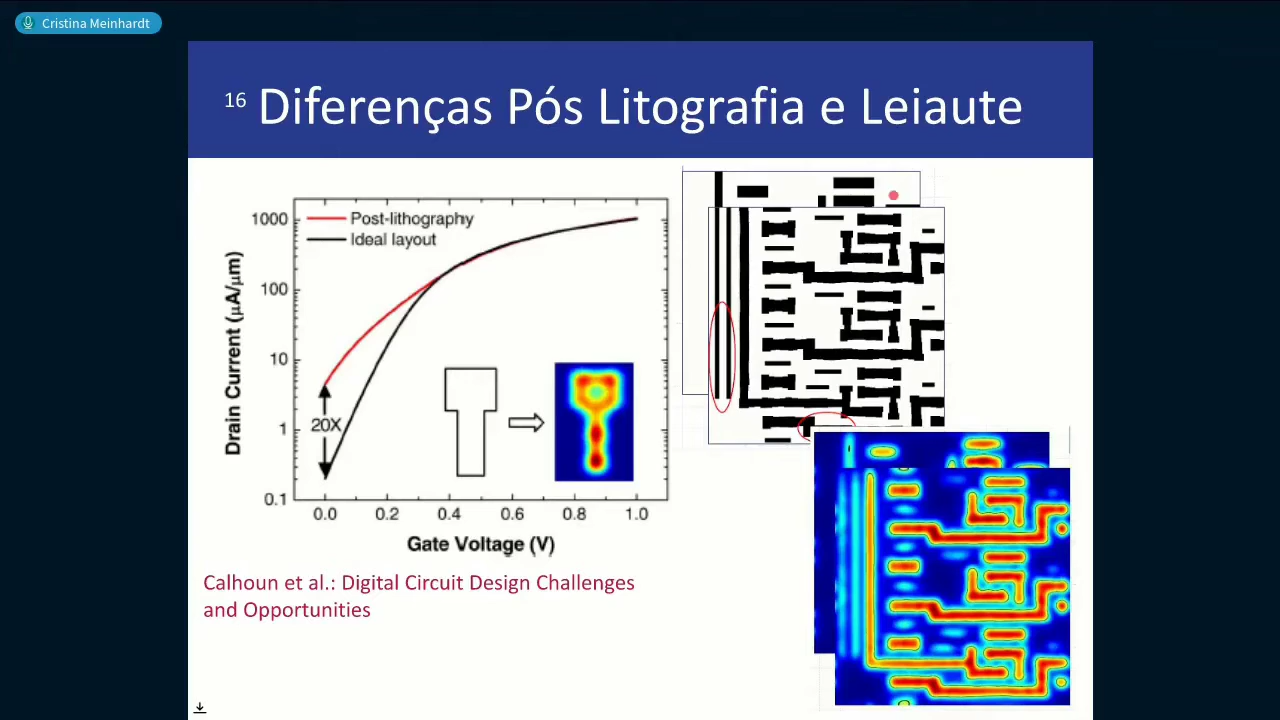 Cristina Meinhardt
16 Diferenças Pós Litografia e Leiaute
Post-lithography
Ideal layout
1000
100
10
1
0.1
Drain Current (µA/µm)
20X
0.0 0.2 0.4 0.6 0.8 1.0
Gate Voltage (V)
Calhoun et al.: Digital Circuit Design Challenges
and Opportunities